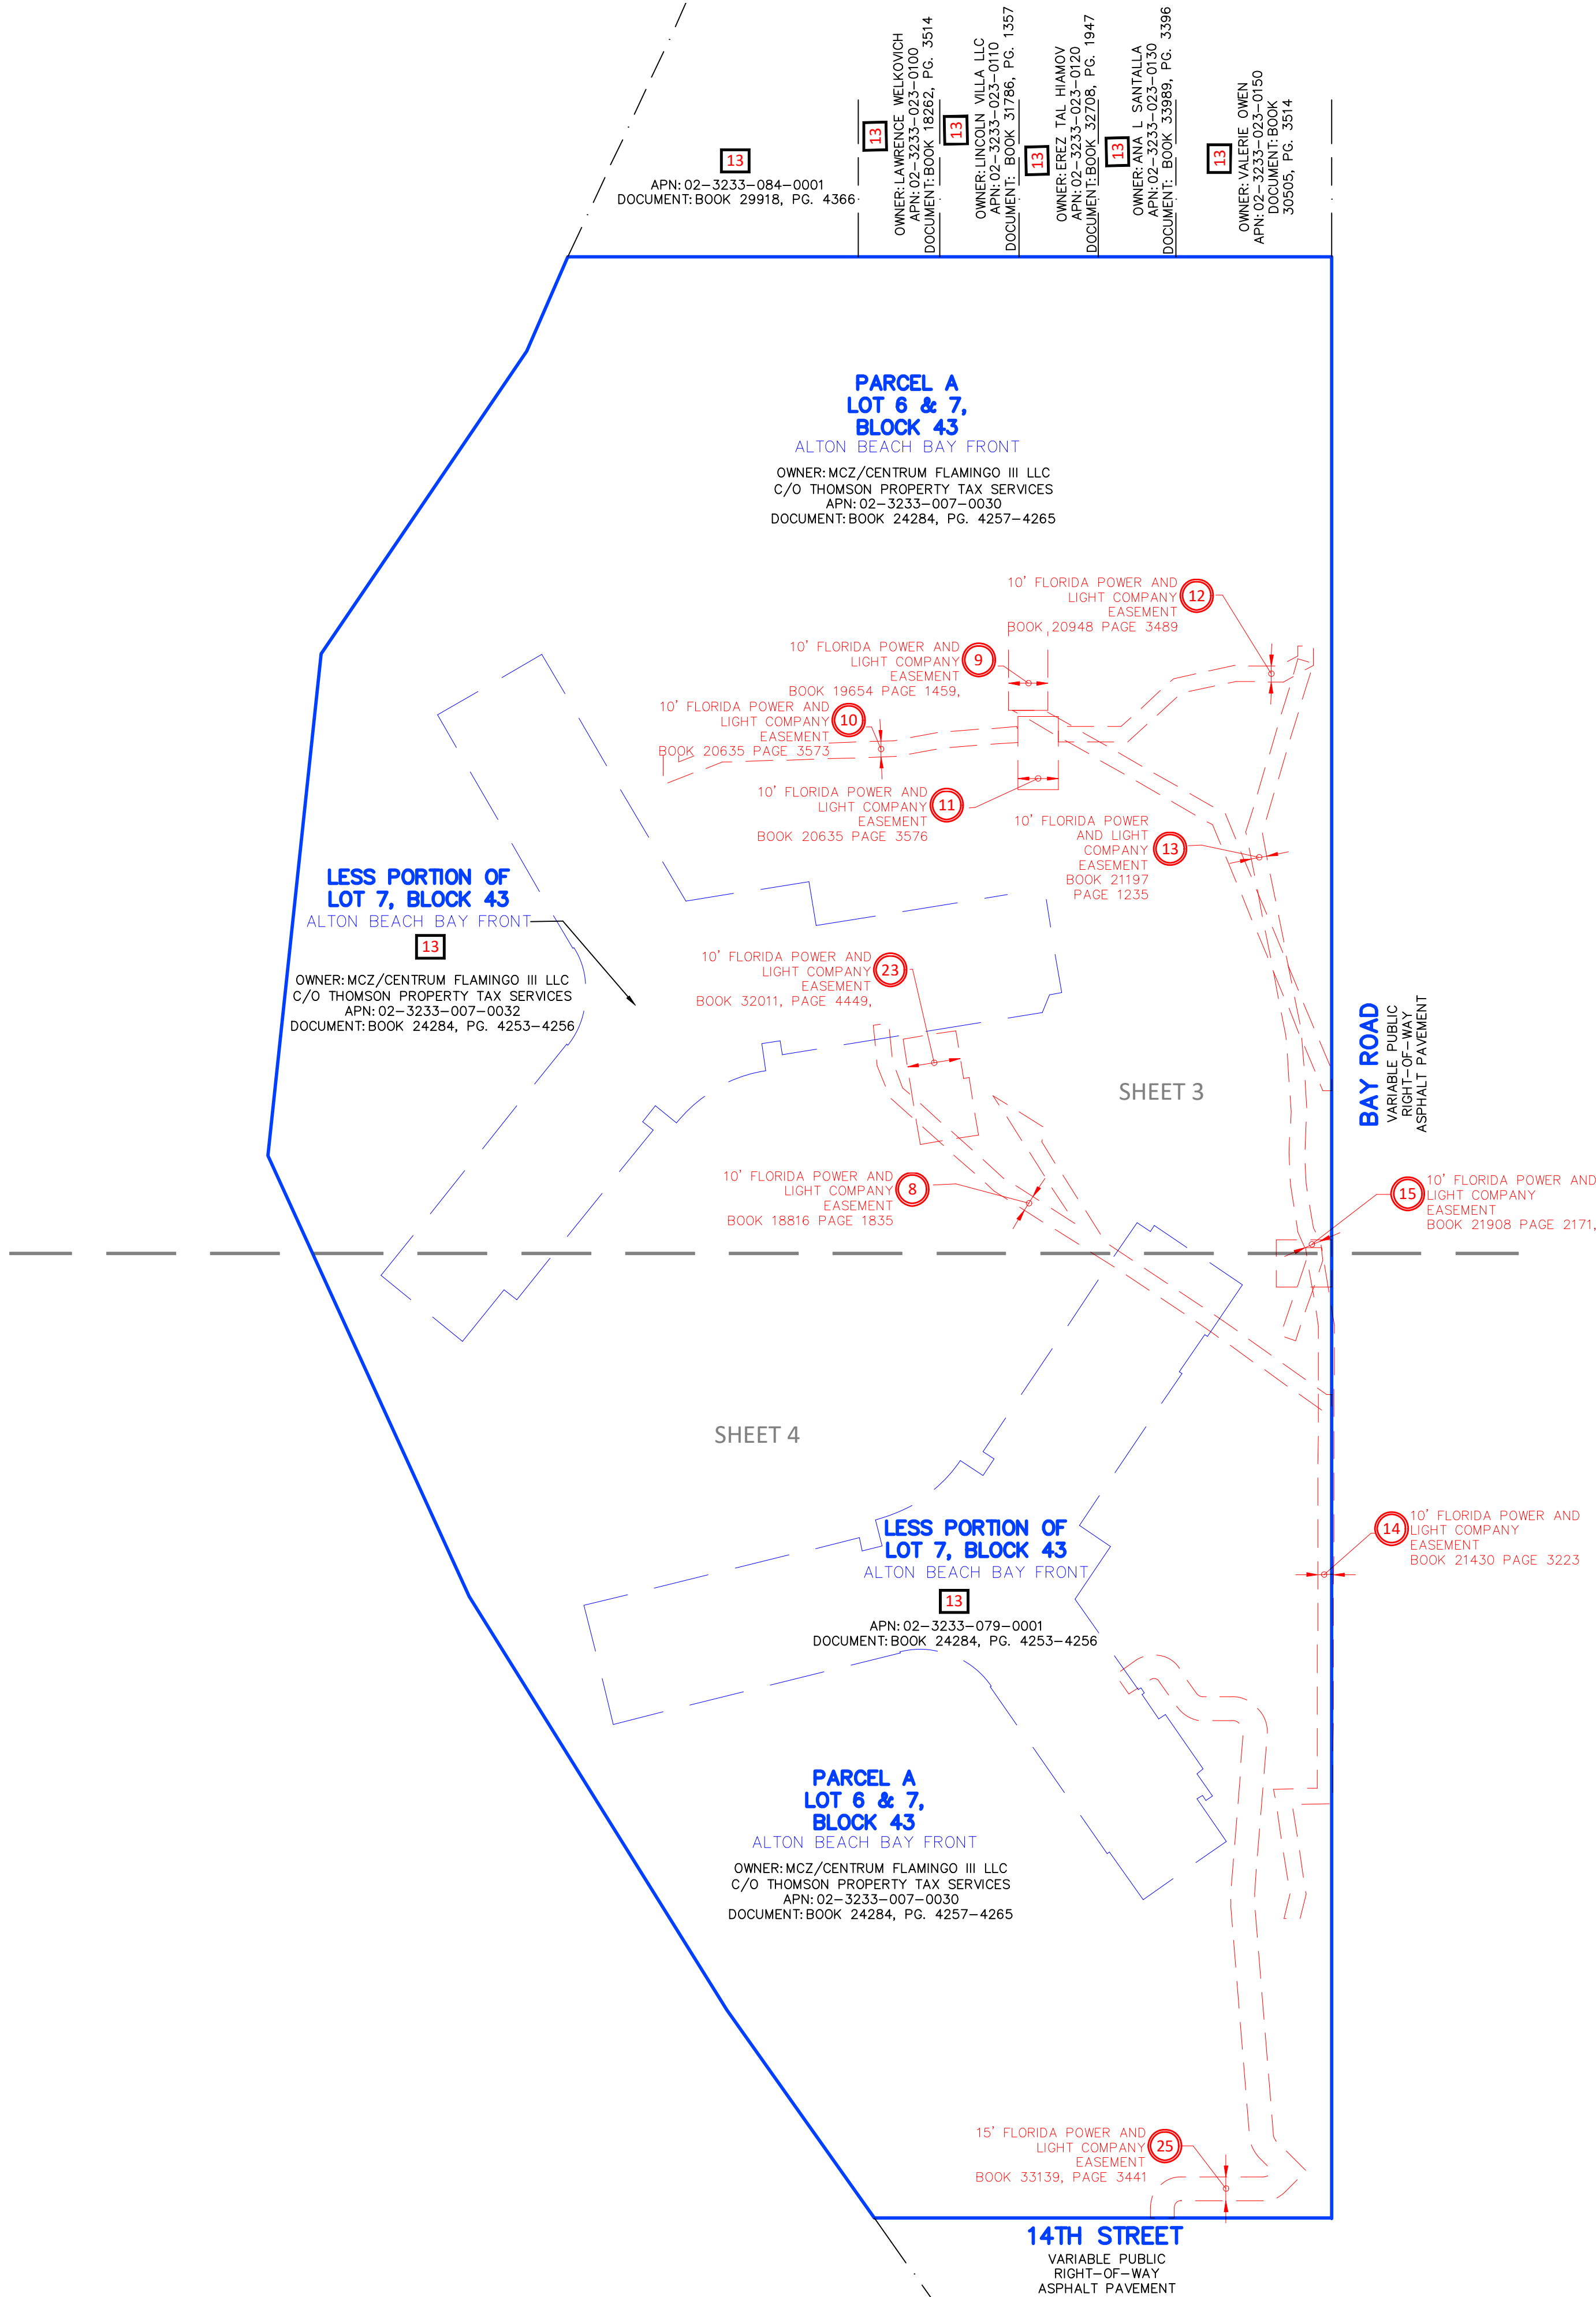 13
APN: 02-3233-084-0001
DOCUMENT: BOOK 29918, PG. 4366
13
OWNER: LAWRENCE WELKOVICH
APN: 02-3233-023-0100
DOCUMENT: BOOK 18262, PG. 3514
13
OWNER: LINCOLN VILLA LLC
APN: 02-3233-023-0110
DOCUMENT: BOOK 31786, PG. 1357
13
OWNER: EREZ TAL HIAMOV
APN: 02-3233-023-0120
DOCUMENT: BOOK 32708, PG. 1947
13
OWNER: ANA L SANTALLA
APN: 02-3233-023-0130
DOCUMENT: BOOK 33989, PG. 3396
13
OWNER: VALERIE OWEN
APN: 02-3233-023-0150
DOCUMENT: BOOK
30505, PG. 3514
PARCEL A
LOT 6 & 7,
BLOCK 43
ALTON BEACH BAY FRONT
OWNER: MCZ/CENTRUM FLAMINGO III LLC
C/O THOMSON PROPERTY TAX SERVICES
APN: 02-3233-007-0030
DOCUMENT: BOOK 24284, PG. 4257-4265
10' FLORIDA POWER AND
LIGHT COMPANY
EASEMENT
BOOK 20948 PAGE 3489
12
10' FLORIDA POWER AND
LIGHT COMPANY
EASEMENT
BOOK 19654 PAGE 1459,
9
10' FLORIDA POWER AND
LIGHT COMPANY
EASEMENT
BOOK 20635 PAGE 3573
10
10' FLORIDA POWER AND
LIGHT COMPANY
EASEMENT
BOOK 20635 PAGE 3576
11
10' FLORIDA POWER
AND LIGHT
COMPANY
EASEMENT
BOOK 21197
PAGE 1235
13
LESS PORTION OF
LOT 7, BLOCK 43
ALTON BEACH BAY FRONT
13
OWNER: MCZ/CENTRUM FLAMINGO III LLC
C/O THOMSON PROPERTY TAX SERVICES
APN: 02-3233-007-0032
DOCUMENT: BOOK 24284, PG. 4253-4256
10' FLORIDA POWER AND
LIGHT COMPANY
EASEMENT
BOOK 32011, PAGE 4449,
23
SHEET 3
BAY ROAD
VARIABLE PUBLIC
RIGHT-OF-WAY
ASPHALT PAVEMENT
10' FLORIDA POWER AND
LIGHT COMPANY
EASEMENT
BOOK 18816 PAGE 1835
8
15
10' FLORIDA POWER AND
LIGHT COMPANY
EASEMENT
BOOK 21908 PAGE 2171,
SHEET 4
14
10' FLORIDA POWER AND
LIGHT COMPANY
EASEMENT
BOOK 21430 PAGE 3223
LESS PORTION OF
LOT 7, BLOCK 43
ALTON BEACH BAY FRONT
13
APN: 02-3233-079-0001
DOCUMENT: BOOK 24284, PG. 4253-4256
PARCEL A
LOT 6 & 7,
BLOCK 43
ALTON BEACH BAY FRONT
OWNER: MCZ/CENTRUM FLAMINGO III LLC
C/O THOMSON PROPERTY TAX SERVICES
APN: 02-3233-007-0030
DOCUMENT: BOOK 24284, PG. 4257-4265
15' FLORIDA POWER AND
LIGHT COMPANY
EASEMENT
BOOK 33139, PAGE 3441
25
14TH STREET
VARIABLE PUBLIC
RIGHT-OF-WAY
ASPHALT PAVEMENT